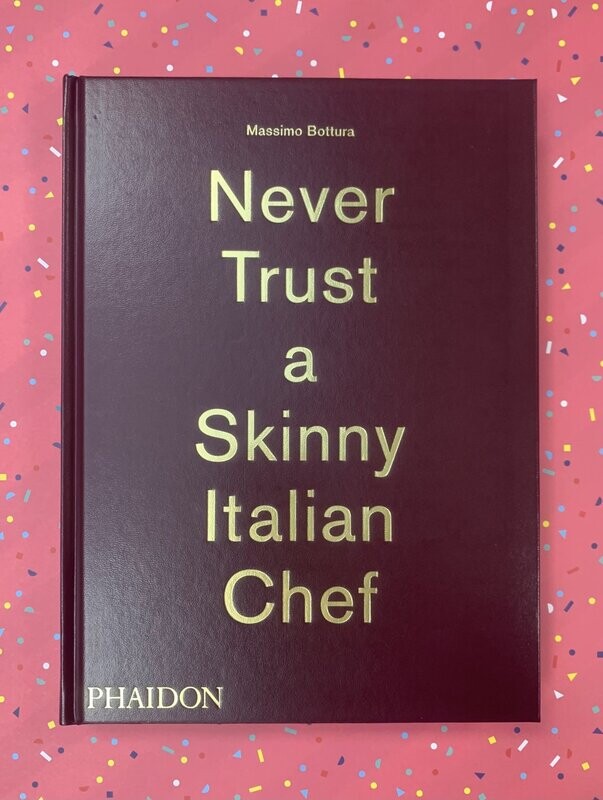 Massimo Bottura
Never
Trust
a
Skinny
Italian
Chef
PHAIDON